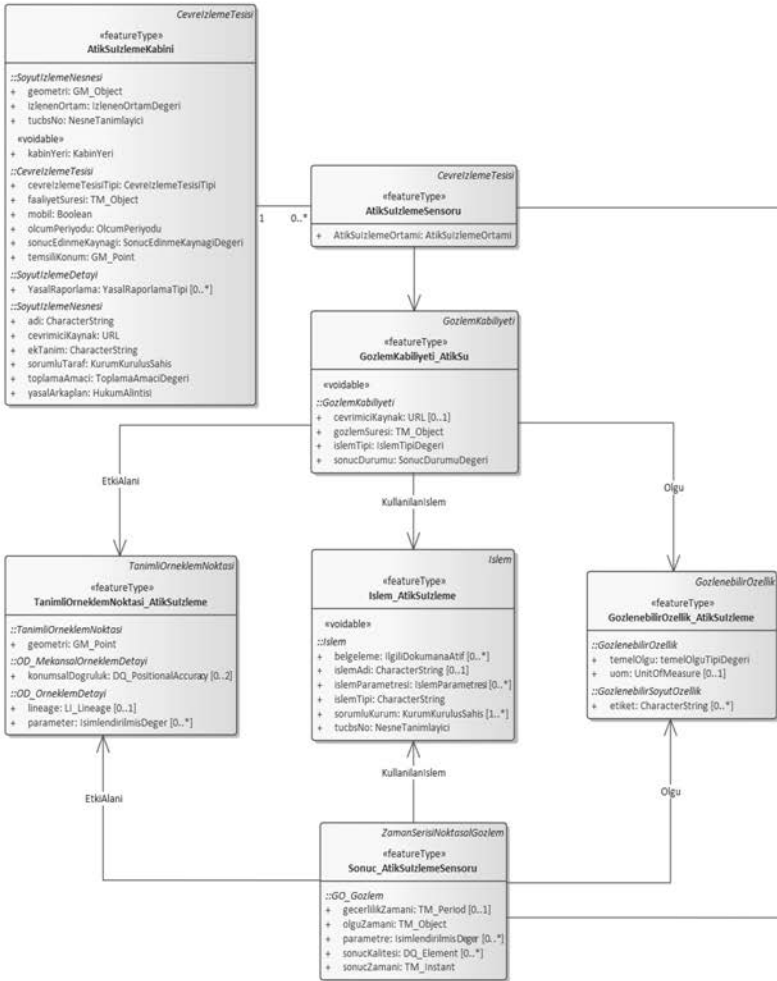 CevreIzlemeTesisi
«featureType»
AtikSuIzlemeKabini
::SoyutIzlemeNesnesi
+ geometri: GM_Object
+ IzlenenOrtam: IzlenenOrtamDegeri
+ tucbsNo: NesneTanimlayici
«voidable»
+ kabinYeri: KabinYeri
::CevreIzlemeTesisi
+ cevreIzlemeTesisiTipi: CevreIzlemeTesisiTipi
+ faaliyetSuresi: TM_Object
+ mobil: Boolean
+ olcumPeriyodu: OlcumPeriyodu
+ sonucEdinmeKaynagi: SonucEdinmeKaynagiDegeri
+ temsiliKonum: GM_Point
::SoyutIzlemeDetayi
+ YasalRaporlama: YasalRaporlamaTipi [0..*]
::SoyutIzlemeNesnesi
+ adi: CharacterString
+ cevrimiciKaynak: URL
+ ekTanim: CharacterString
+ sorumluTaraf: KurumKurulusSahis
+ toplamaAmaci: ToplamaAmaciDegeri
+ yasalArkaplan: HukumAlintisi
1
0..*
CevreIzlemeTesisi
«featureType»
AtikSuIzlemeSensoru
+ AtikSuIzlemeOrtami: AtikSuIzlemeOrtami
GozlemKabiliyeti
«featureType»
GozlemKabiliyeti_AtikSu
«voidable»
::GozlemKabiliyeti
+ cevrimiciKaynak: URL [0..1]
+ gozlemSuresi: TM_Object
+ islemTipi: IslemTipiDegeri
+ sonucDurumu: SonucDurumuDegeri
EtkiAlani
KullanilanIslem
Olgu
TanimliOrneklemNoktasi
«featureType»
TanimliOrneklemNoktasi_AtikSuIzleme
::TanimliOrneklemNoktasi
+ geometri: GM_Point
::OD_MekansalOrneklemDetayi
+ konumsalDogruluk: DQ_PositionalAccuracy [0..2]
::OD_OrneklemDetayi
+ lineage: LI_Lineage [0..1]
+ parameter: IsimlendirilmisDeger [0..*]
Islem
«featureType»
Islem_AtikSuIzleme
«voidable»
::Islem
+ belgeleme: IlgiliDokumanaAtif [0..*]
+ islemAdi: CharacterString [0..1]
+ islemParametresi: IslemParametresi [0..*]
+ islemTipi: CharacterString
+ sorumluKurum: KurumKurulusSahis [1..*]
+ tucbsNo: NesneTanimlayici
GozlenebilirOzellik
«featureType»
GozlenebilirOzellik_AtikSuIzleme
::GozlenebilirOzellik
+ temelOlgu: temelOlguTipiDegeri
+ uom: UnitOfMeasure [0..1]
::GozlenebilirSoyutOzellik
+ etiket: CharacterString [0..*]
EtkiAlani
KullanilanIslem
Olgu
ZamanSerisiNoktasalGozlem
«featureType»
Sonuc_AtikSuIzlemeSensoru
::GO_Gozlem
+ gecerlilikZamani: TM_Period [0..1]
+ olguZamani: TM_Object
+ parametre: IsimlendirilmisDeger [0..*]
+ sonucKalitesi: DQ_Element [0..*]
+ sonucZamani: TM_Instant